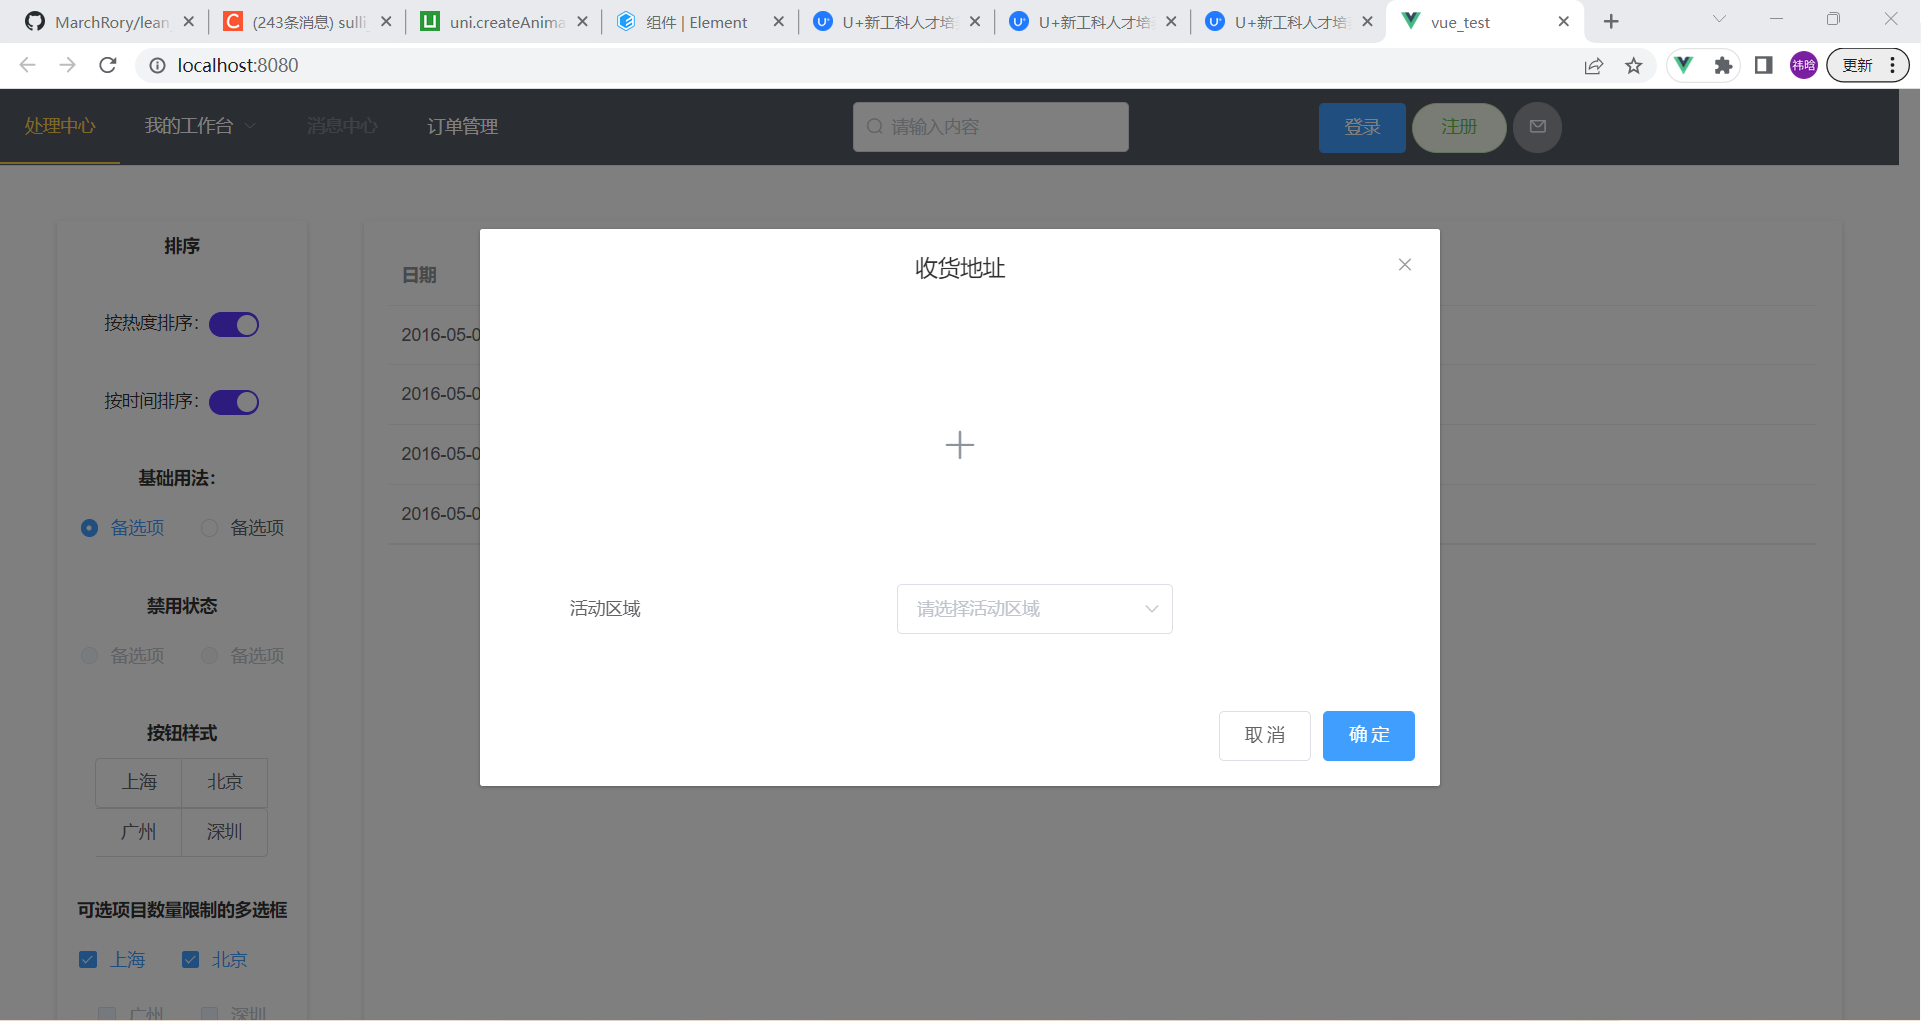 MarchRory/lean
(243条消息) sulli
uni.createAnima
组件 | Element
U+新工科人才培
U+新工科人才培
U+新工科人才培
vue_test
localhost:8080
祎晗
更新
处理中心
我的工作台
消息中心
订单管理
请输入内容
登录
注册
排序
按热度排序：
按时间排序：
基础用法：
备选项
备选项
禁用状态
备选项
备选项
按钮样式
上海
北京
广州
深圳
可选项目数量限制的多选框
上海
北京
广州
深圳
日期
2016-05-0
2016-05-0
2016-05-0
2016-05-0
收货地址
活动区域
请选择活动区域
取 消
确 定